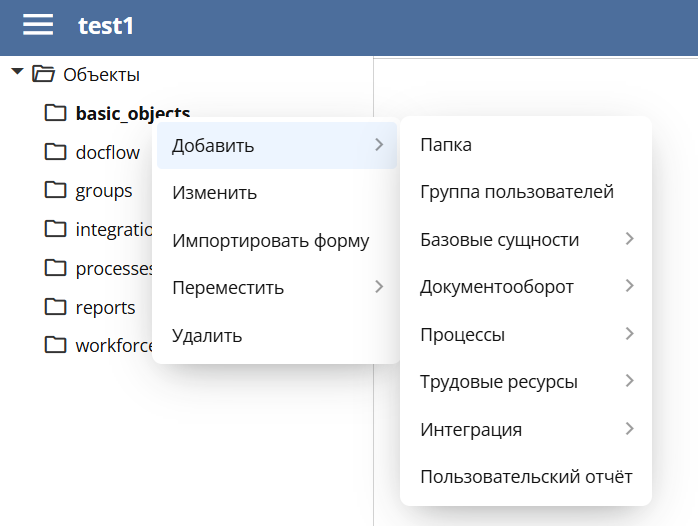 test1
Объекты
basic_objects
docflow
groups
integratio
processes
reports
workforce
Добавить
Изменить
Импортировать форму
Переместить
Удалить
Папка
Группа пользователей
Базовые сущности
Документооборот
Процессы
Трудовые ресурсы
Интеграция
Пользовательский отчёт